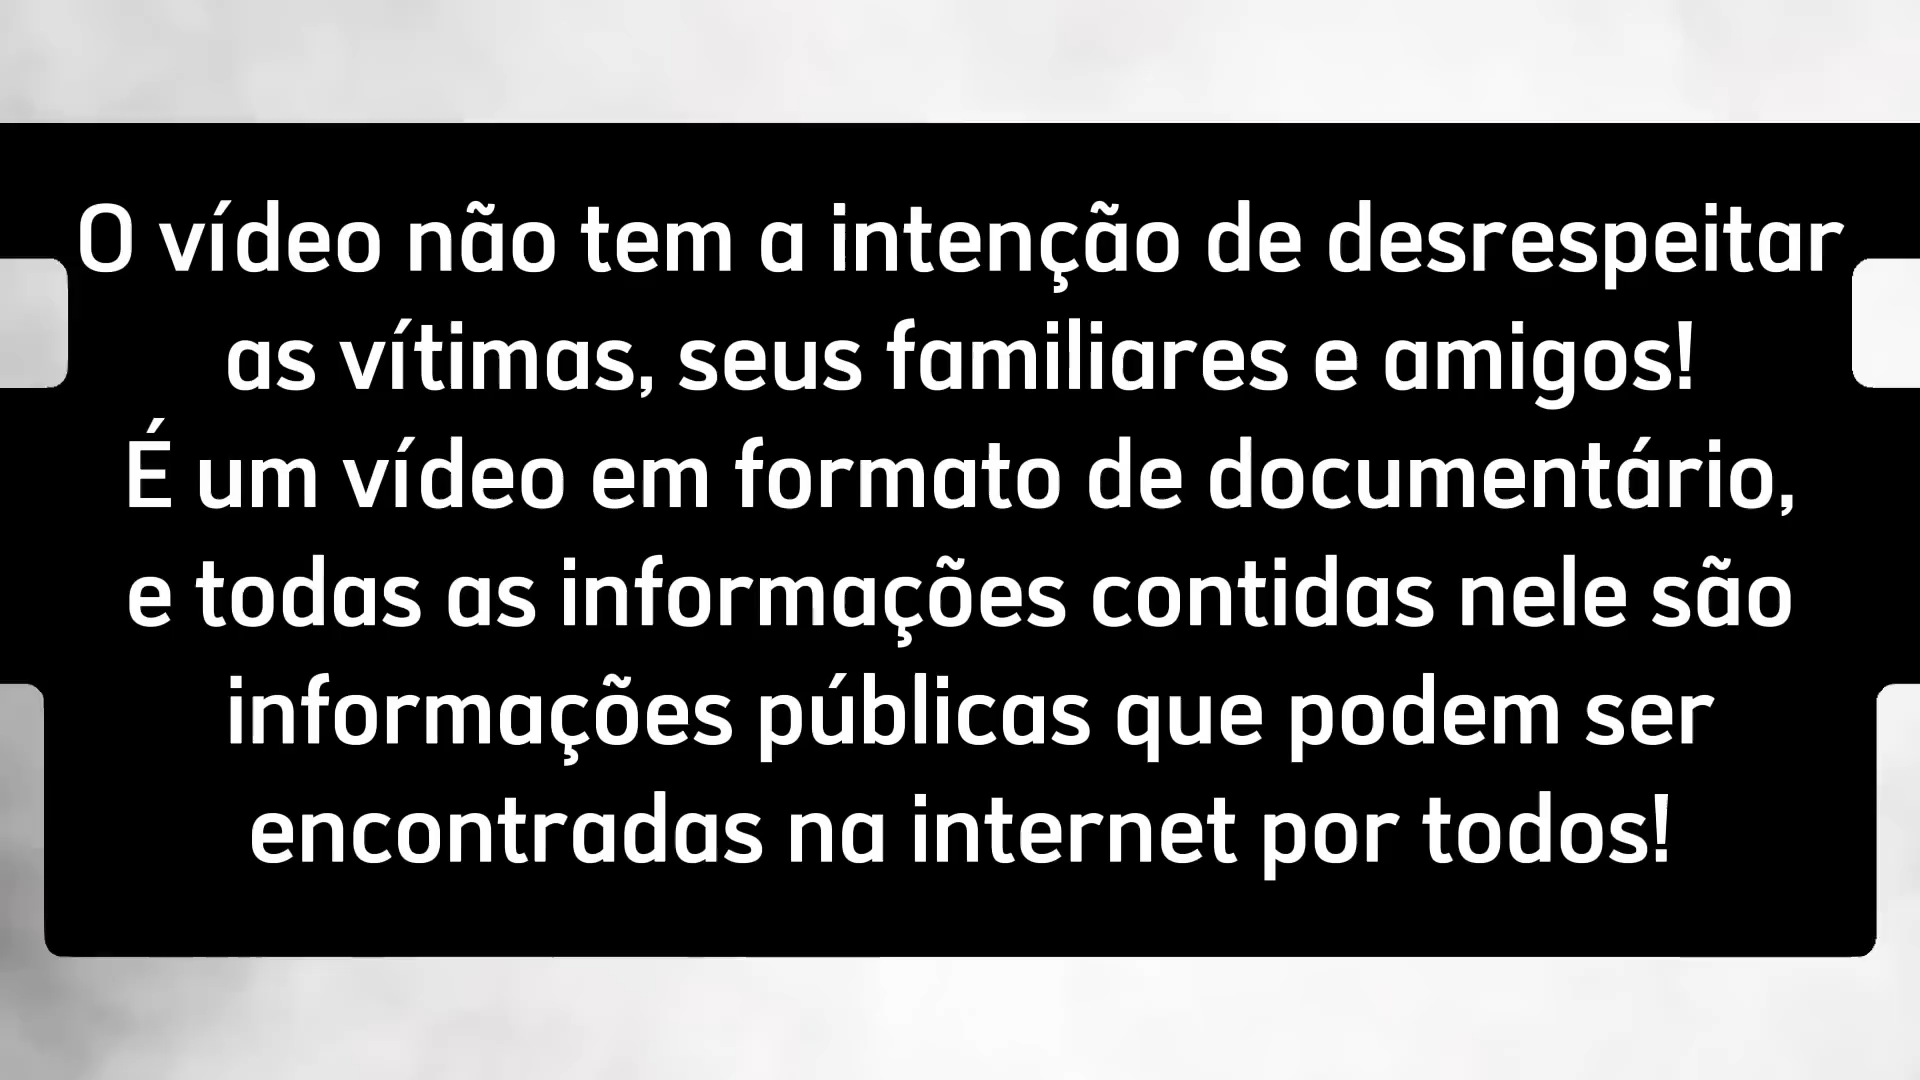 O vídeo não tem a intenção de desrespeitar
as vítimas, seus familiares e amigos!
É um vídeo em formato de documentário,
e todas as informações contidas nele são
informações públicas que podem ser
encontradas na internet por todos!